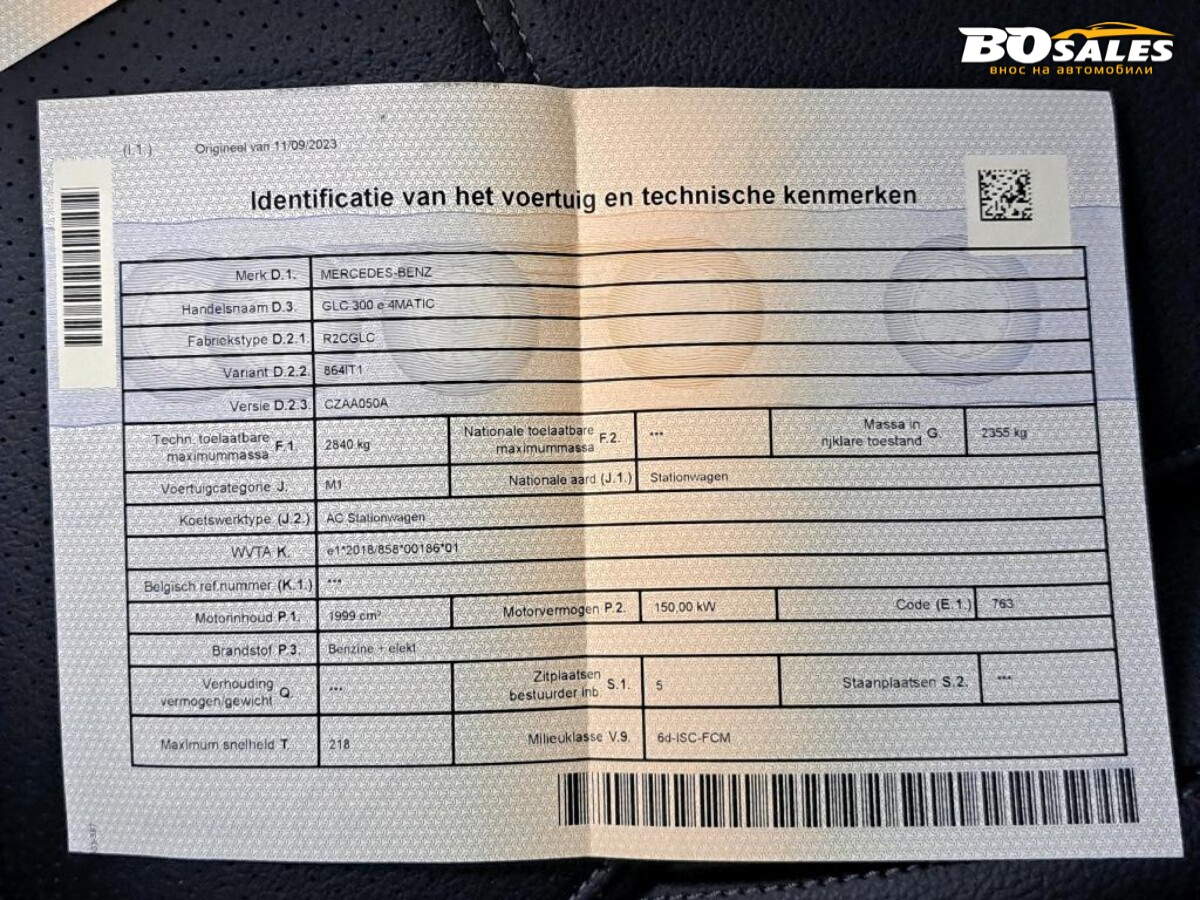 BO SALES
внос на автомобили
(I.1.) Origineel van 11/09/2023
Identificatie van het voertuig en technische kenmerken
Merk D.1. MERCEDES-BENZ
Handelsnaam D.3. GLC 300 e 4MATIC
Fabriekstype D.2.1. R2CGLC
Variant D.2.2. 864IT1
Versie D.2.3. CZAA050A
Techn. toelaatbare maximummassa F.1. 2840 kg Nationale toelaatbare maximummassa F.2. *** Massa in rijklare toestand G 2355 kg
Voertuigcategorie J. M1 Nationale aard (J.1.) Stationwagen
Koetswerktype (J.2.) AC Stationwagen
WVTA K. e1*2018/858*00186*01
Belgisch ref.nummer (K.1.) ***
Motorinhoud P.1. 1999 cm³ Motorvermogen P.2. 150,00 kW Code (E.1.) 763
Brandstof P.3. Benzine + elekt
Verhouding vermogen/gewicht Q. *** Zitplaatsen bestuurder inb. S.1. 5 Staanplaatsen S.2. ***
Maximum snelheid T. 218 Milieuklasse V.9. 6d-ISC-FCM